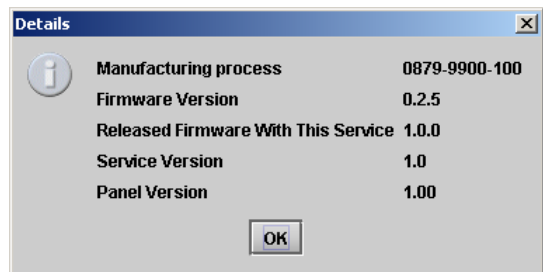 Details
Manufacturing process 0879-9900-100
Firmware Version 0.2.5
Released Firmware With This Service 1.0.0
Service Version 1.0
Panel Version 1.00
OK